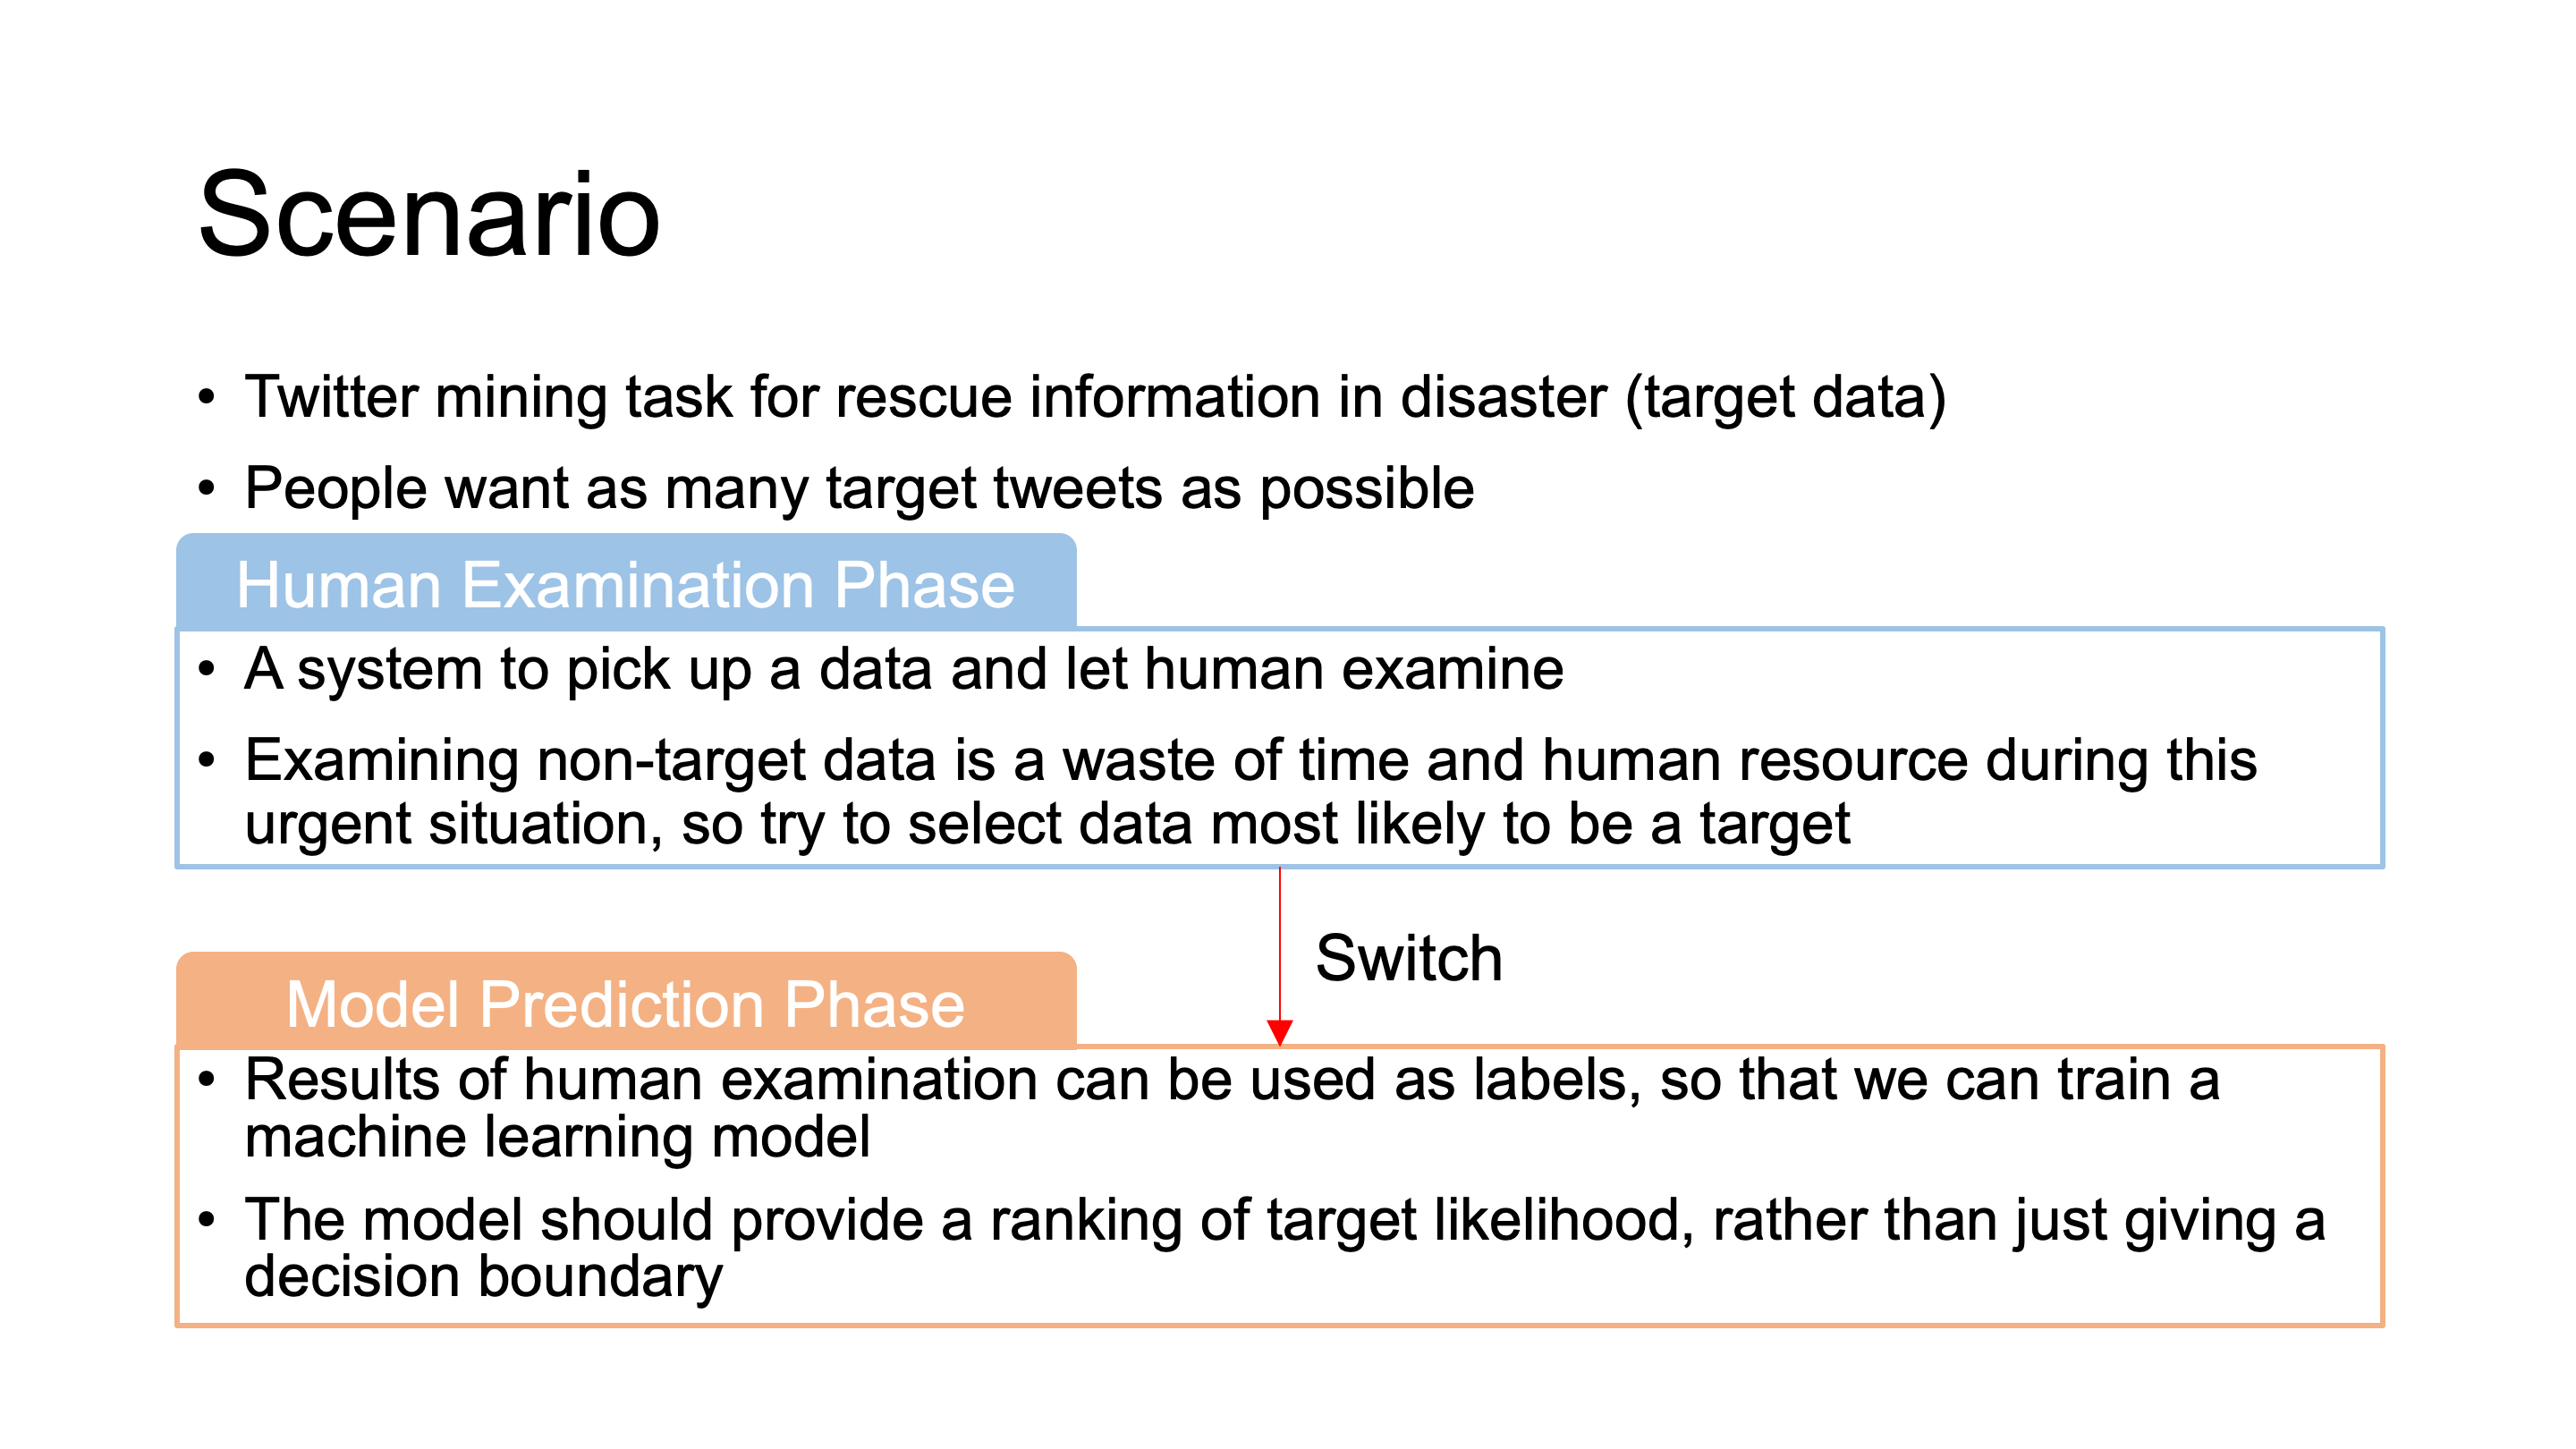 Scenario
• Twitter mining task for rescue information in disaster (target data)
• People want as many target tweets as possible
Human Examination Phase
• A system to pick up a data and let human examine
• Examining non-target data is a waste of time and human resource during this
urgent situation, so try to select data most likely to be a target
Switch
Model Prediction Phase
• Results of human examination can be used as labels, so that we can train a
machine learning model
• The model should provide a ranking of target likelihood, rather than just giving a
decision boundary